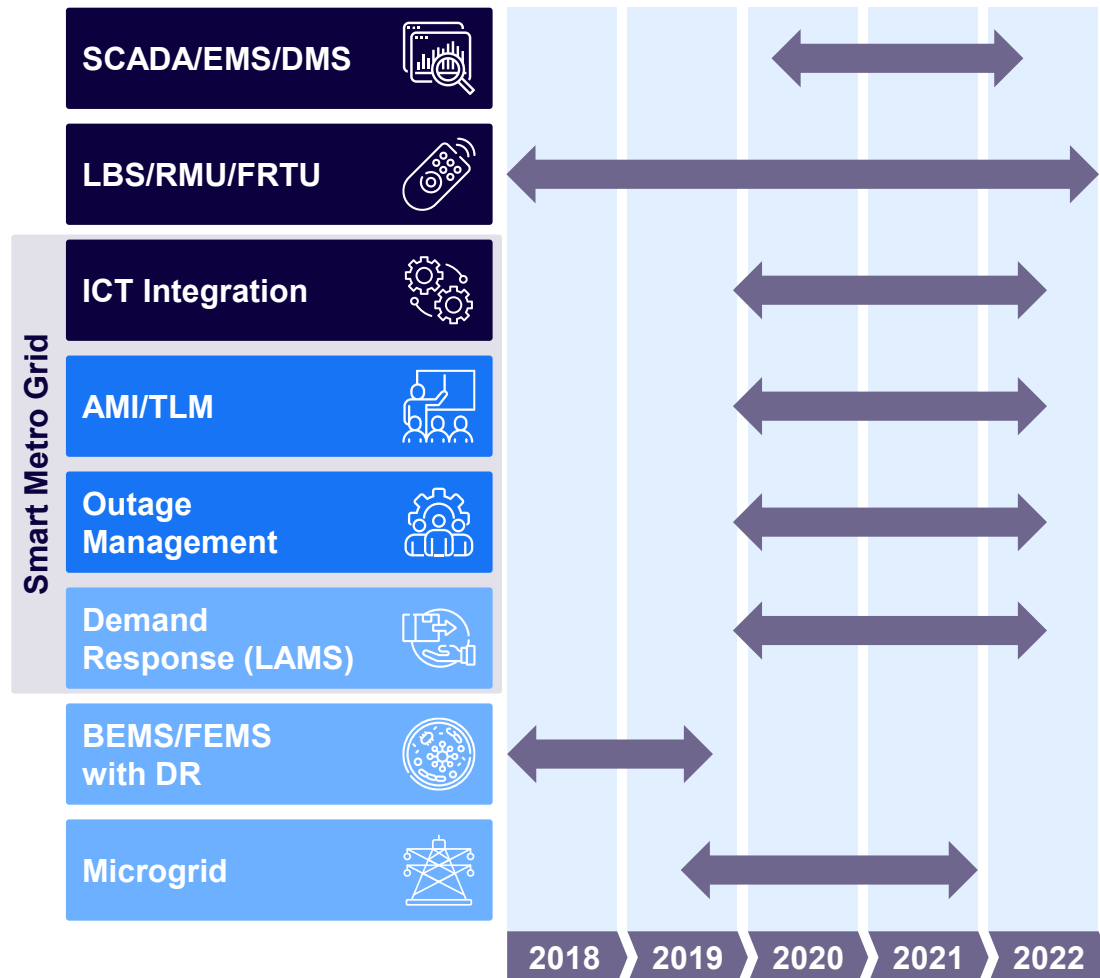 SCADA/EMS/DMS
LBS/RMU/FRTU
Smart Metro Grid
ICT Integration
AMI/TLM
Outage
Management
Demand
Response (LAMS)
BEMS/FEMS
with DR
Microgrid
2018
2019
2020
2021
2022